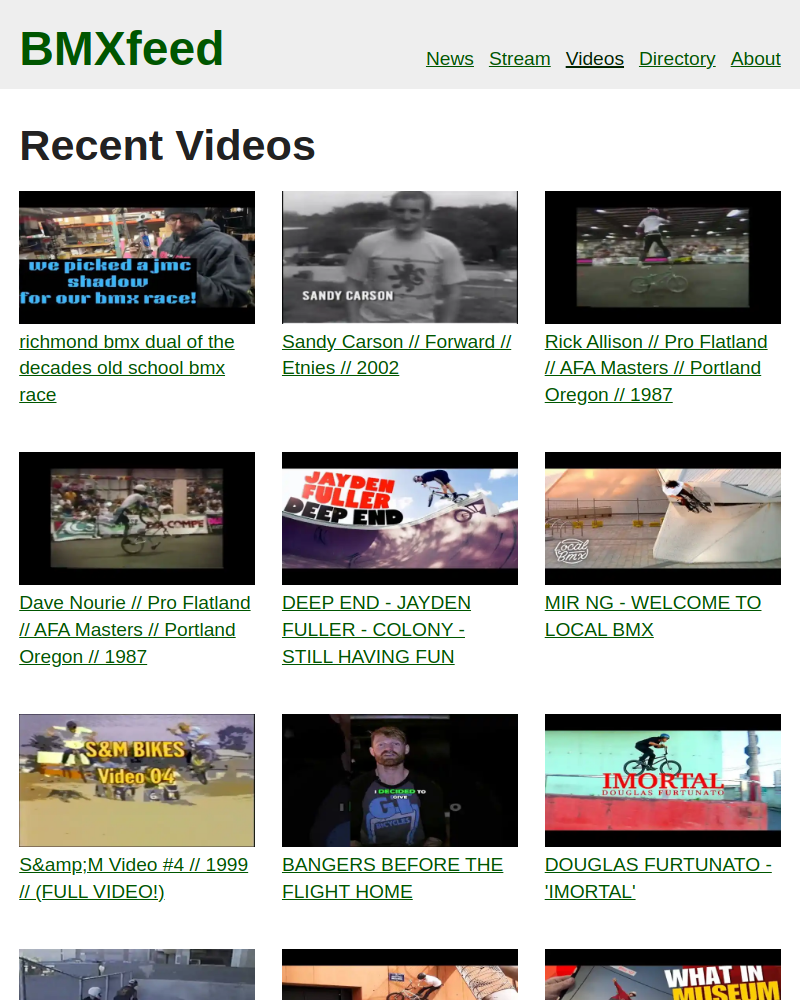 BMXfeed
News Stream Videos Directory About
Recent Videos
we picked a jmc
shadow
for our bmx race!
richmond bmx dual of the
decades old school bmx
race
SANDY CARSON
Sandy Carson // Forward //
Etnies // 2002
Rick Allison // Pro Flatland
// AFA Masters // Portland
Oregon // 1987
DIA-COMPE
Dave Nourie // Pro Flatland
// AFA Masters // Portland
Oregon // 1987
JAYDEN
FULLER
DEEP END
DEEP END - JAYDEN
FULLER - COLONY -
STILL HAVING FUN
Local
Bmx
MIR NG - WELCOME TO
LOCAL BMX
S&M BIKES
Video 04
S&amp;M Video #4 // 1999
// (FULL VIDEO!)
I DECIDED TO
GIVE
BICYCLES
BANGERS BEFORE THE
FLIGHT HOME
IMORTAL
DOUGLAS FURTUNATO
DOUGLAS FURTUNATO -
'IMORTAL'
WHAT IN
MUSEUM